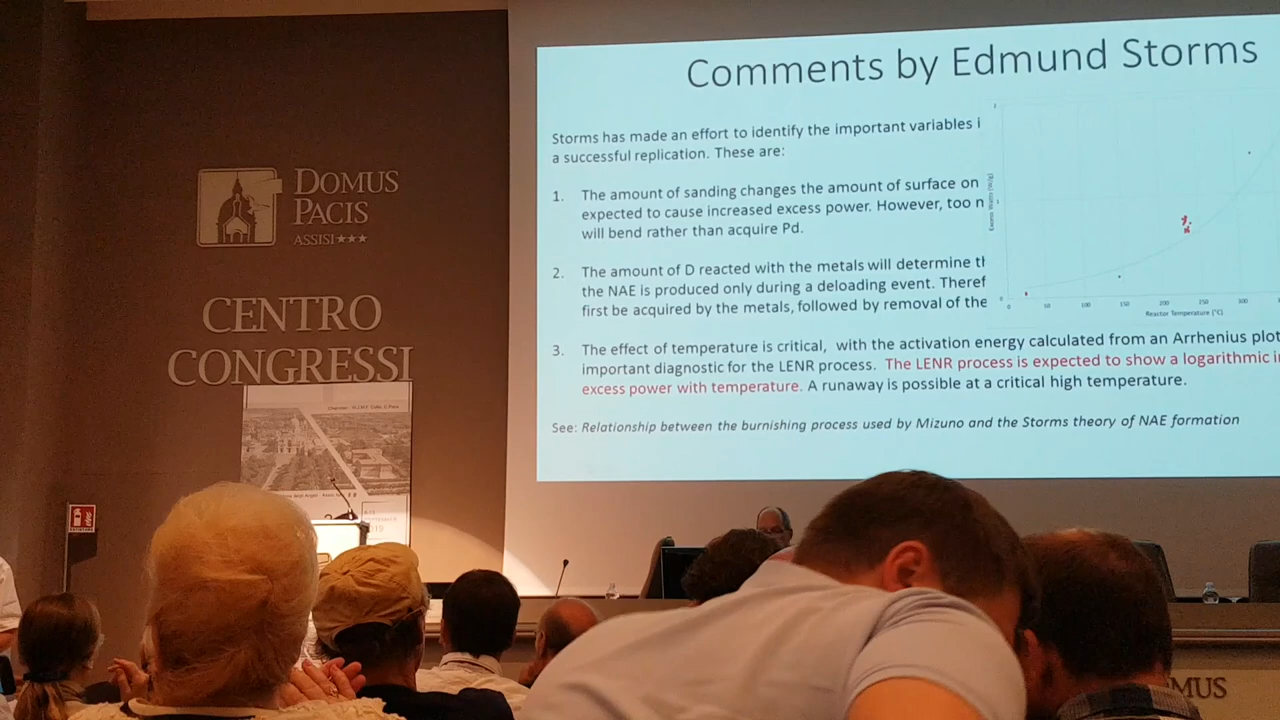 Comments by Edmund Storms
Storms has made an effort to identify the important variables i
a successful replication. These are:
1. The amount of sanding changes the amount of surface on
expected to cause increased excess power. However, too n
will bend rather than acquire Pd.
2. The amount of D reacted with the metals will determine th
the NAE is produced only during a deloading event. Theref
first be acquired by the metals, followed by removal of the
3. The effect of temperature is critical, with the activation energy calculated from an Arrhenius plot
important diagnostic for the LENR process. The LENR process is expected to show a logarithmic i
excess power with temperature. A runaway is possible at a critical high temperature.
See: Relationship between the burnishing process used by Mizuno and the Storms theory of NAE formation
0 50 100 150 200 250 300
Reactor Temperature (°C)
DOMUS
PACIS
ASSISI★★★
CENTRO
CONGRESSI
MUS